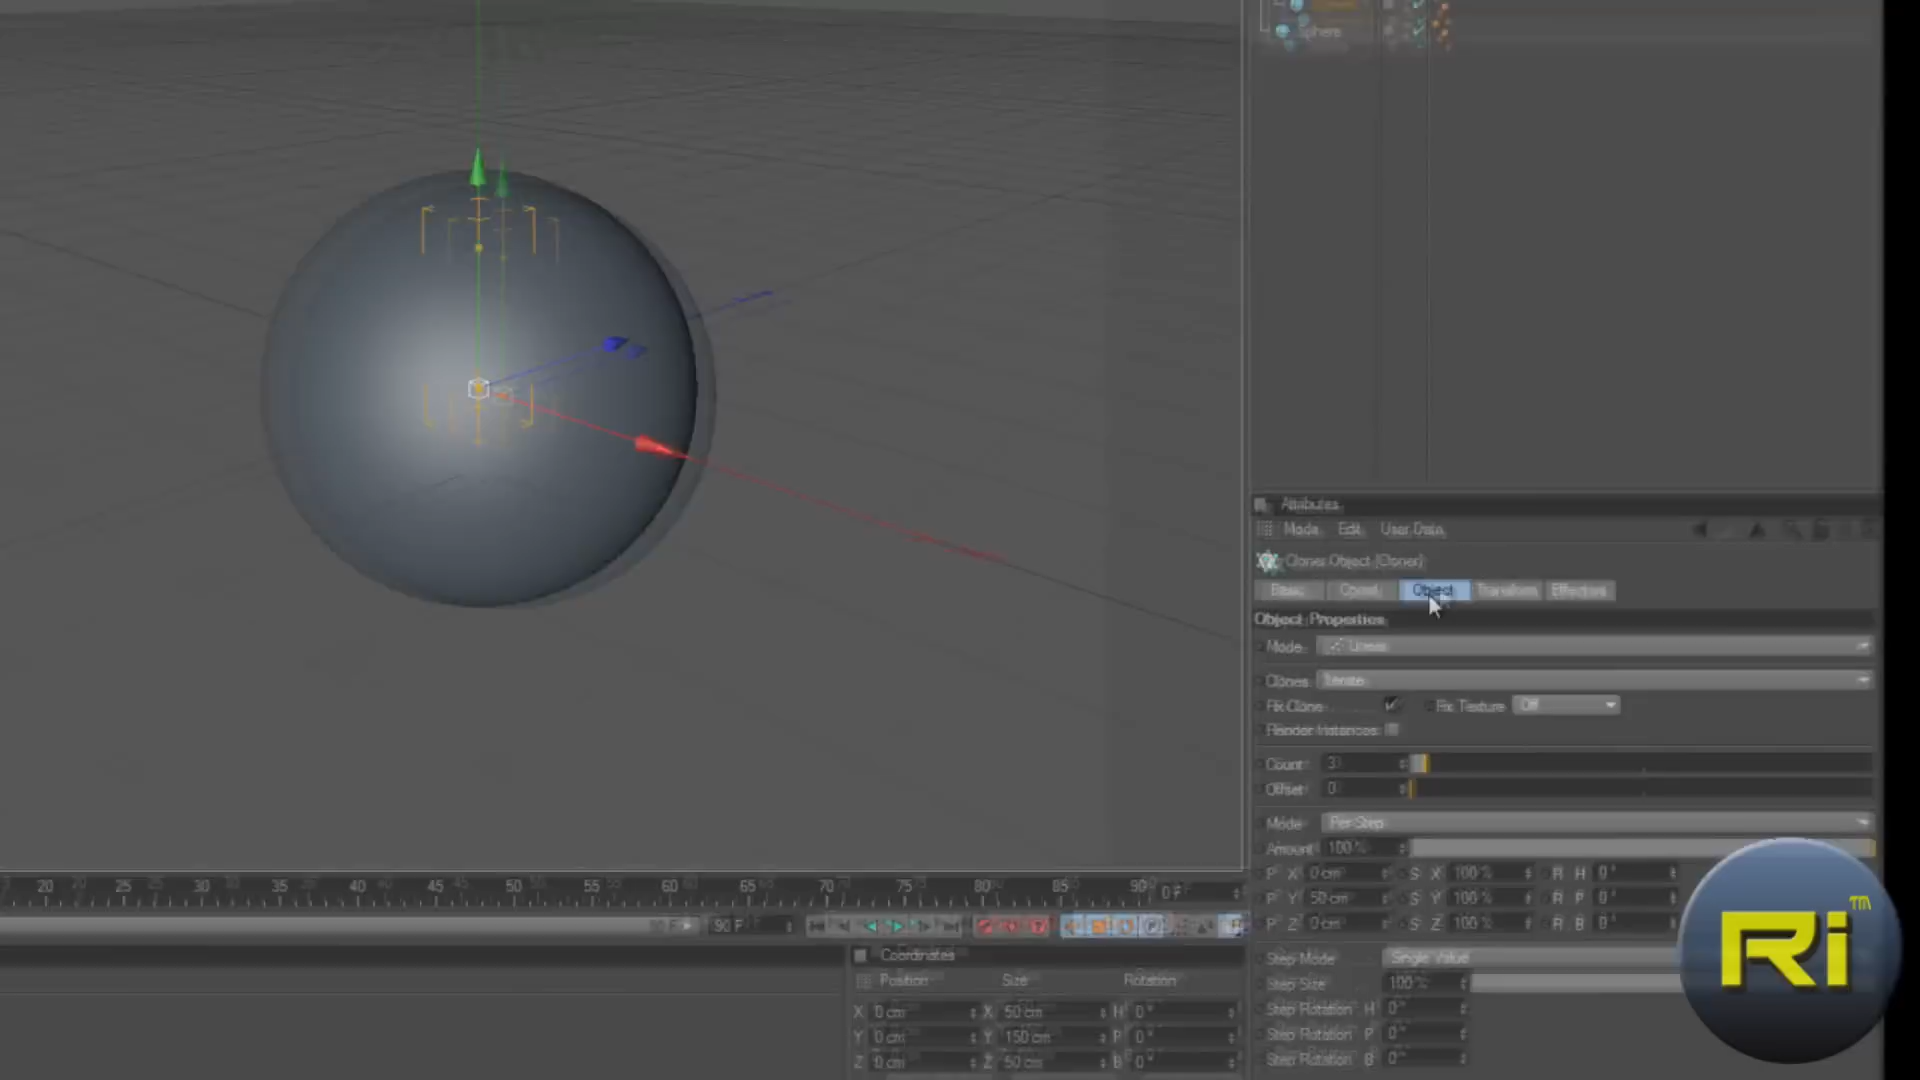 Sphere
Attributes
Mode Edit User Data
Cloner Object [Cloner]
Basic Coord. Object Transform Effectors
Object Properties
Mode Linear
Clones Iterate
Fix Clone Fix Texture Off
Render Instances
Count 3
Offset 0
Mode Per Step
Amount 100 %
P . X 0 cm S . X 100 % R . H 0 °
P . Y 50 cm S . Y 100 % R . P 0 °
P . Z 0 cm S . Z 100 % R . B 0 °
Step Mode Single Value
Step Size 100 %
Step Rotation . H 0 °
Step Rotation . P 0 °
Step Rotation . B 0 °
20 25 30 35 40 45 50 55 60 65 70 75 80 85 90 0 F
90 F 90 F
Coordinates
Position Size Rotation
X 0 cm X 50 cm H 0 °
Y 0 cm Y 150 cm P 0 °
Z 0 cm Z 50 cm B 0 °
Ri TM